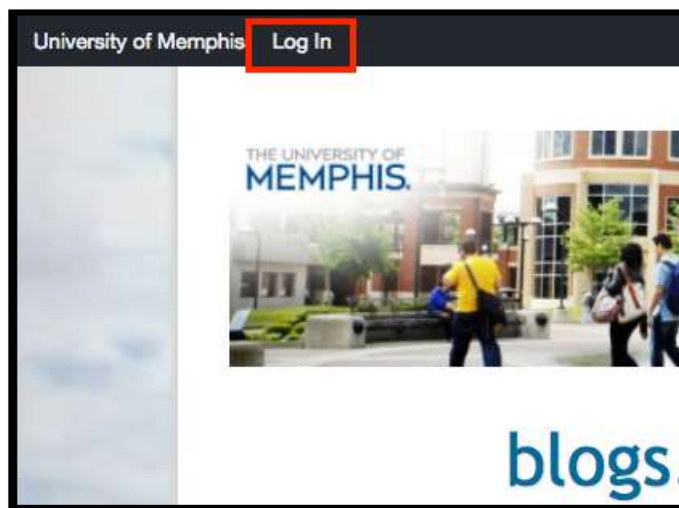 University of Memphis Log In
THE UNIVERSITY OF
MEMPHIS.
blogs.